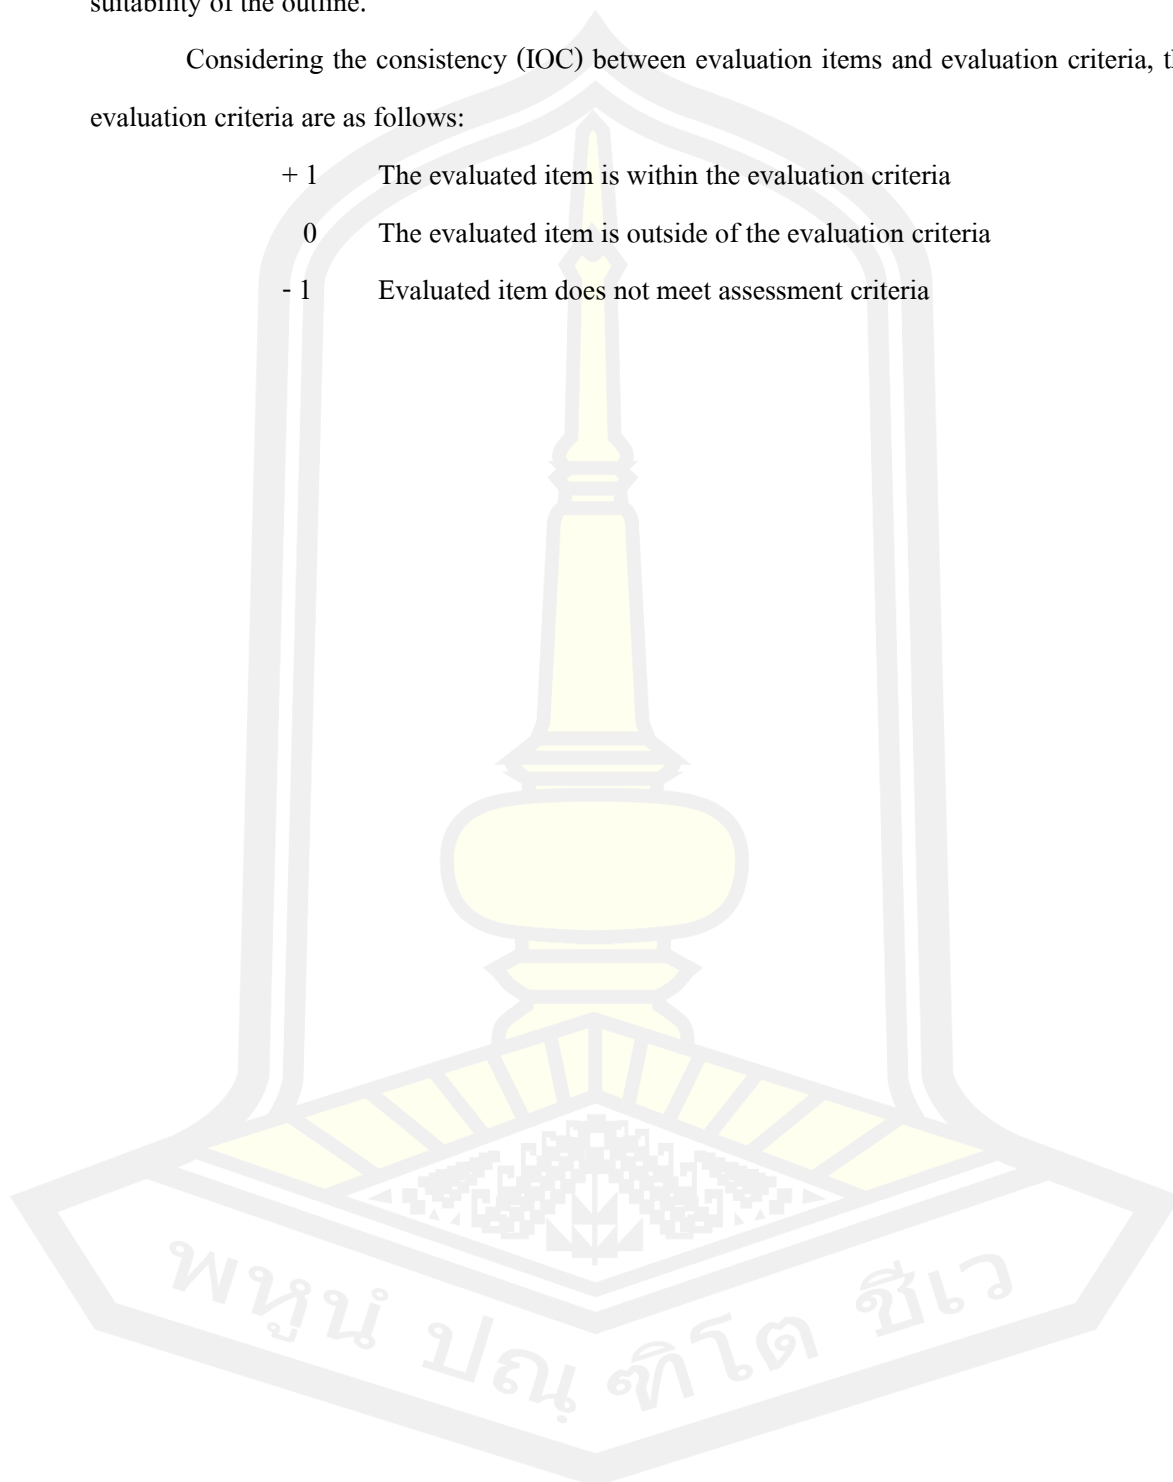 suitability of the outline.
Considering the consistency (IOC) between evaluation items and evaluation criteria,
evaluation criteria are as follows:
+ 1 The evaluated item is within the evaluation criteria
0 The evaluated item is outside of the evaluation criteria
- 1 Evaluated item does not meet assessment criteria
พหูนํ ปณฺฑิโต ชีเว